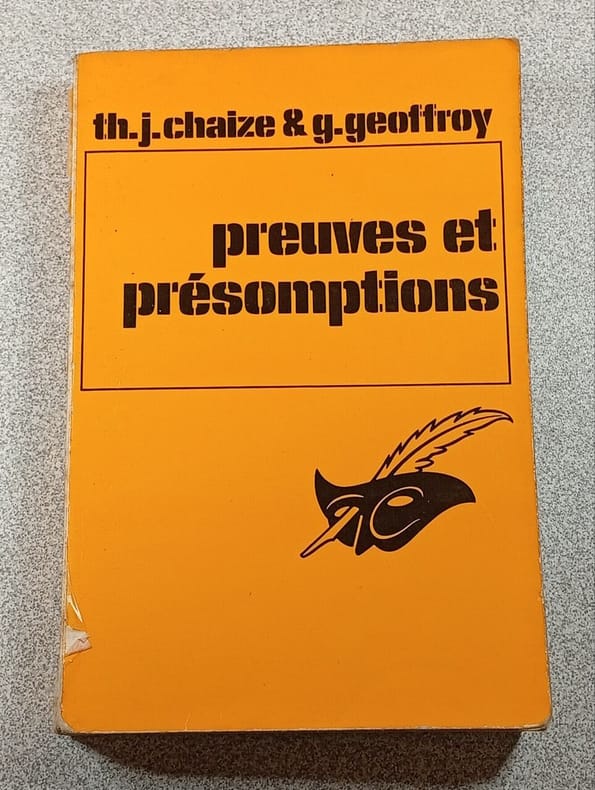 th.j.chaize & g.geoffroy
preuves et
présomptions